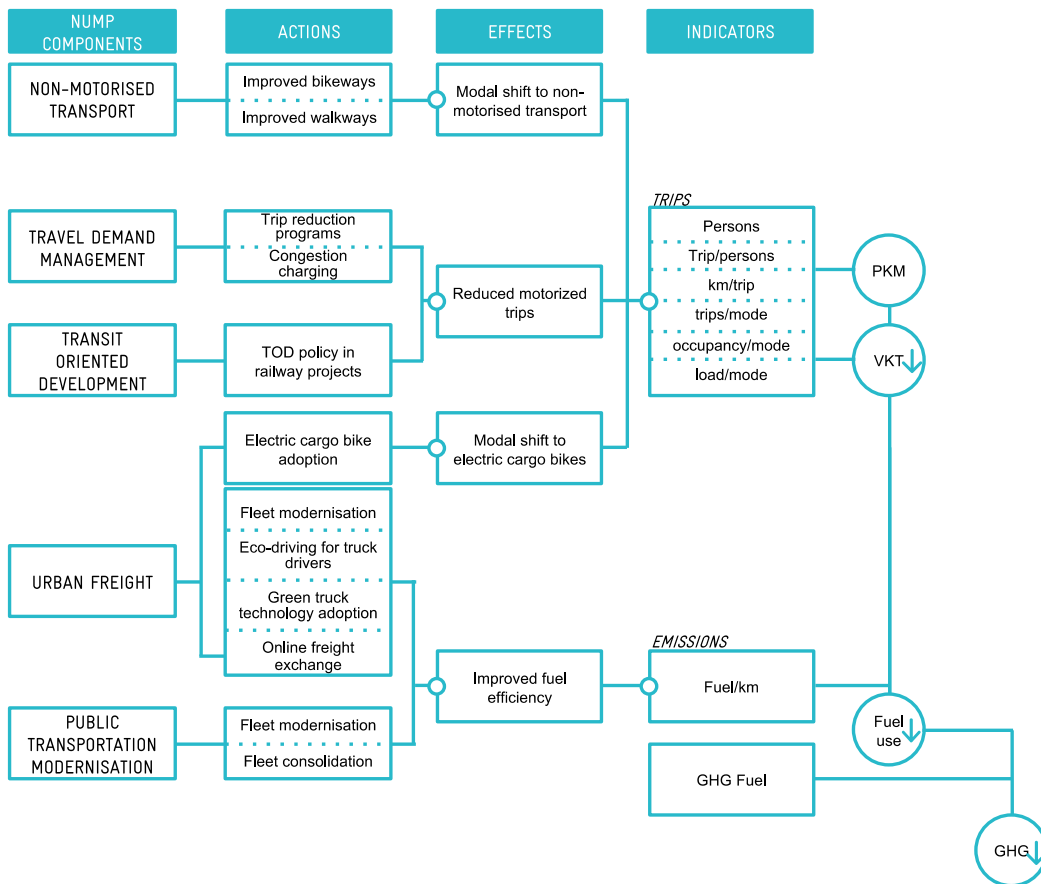 NUMP
COMPONENTS
ACTIONS
EFFECTS
INDICATORS
NON-MOTORISED
TRANSPORT
Improved bikeways
Improved walkways
Modal shift to non-
motorised transport
TRAVEL DEMAND
MANAGEMENT
Trip reduction
programs
Congestion
charging
Reduced motorized
trips
TRANSIT
ORIENTED
DEVELOPMENT
TOD policy in
railway projects
TRIPS
Persons
Trip/persons
km/trip
trips/mode
occupancy/mode
load/mode
PKM
VKT
URBAN FREIGHT
Electric cargo bike
adoption
Modal shift to
electric cargo bikes
Fleet modernisation
Eco-driving for truck
drivers
Green truck
technology adoption
Online freight
exchange
Improved fuel
efficiency
EMISSIONS
Fuel/km
PUBLIC
TRANSPORTATION
MODERNISATION
Fleet modernisation
Fleet consolidation
Fuel
use
GHG Fuel
GHG